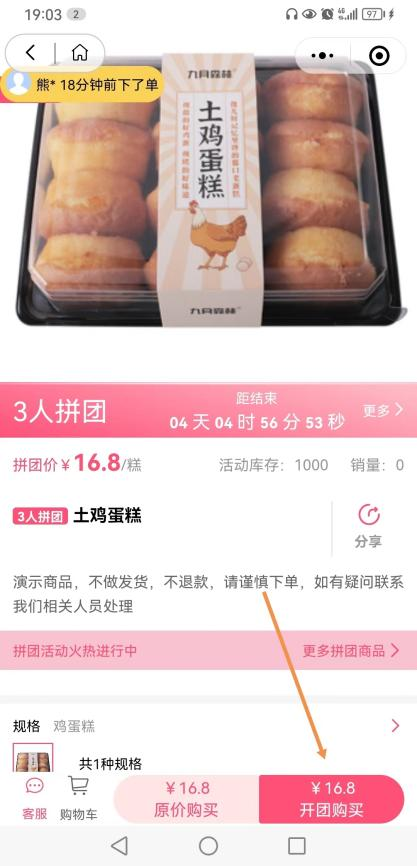 19:03 2
4G 97
熊* 18分钟前下了单
九月森林
土鸡蛋糕
九月森林
3人拼团
距结束
04 天 04 时 56 分 53 秒
更多
拼团价¥16.8/糕
活动库存：1000 销量：0
3人拼团 土鸡蛋糕
分享
演示商品，不做发货，不退款，请谨慎下单，如有疑问联系
我们相关人员处理
拼团活动火热进行中 更多拼团商品
规格 鸡蛋糕
共1种规格
客服 购物车
¥16.8
原价购买
¥16.8
开团购买